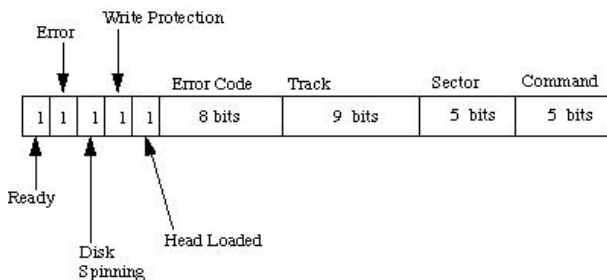 Write Protection
Error
Error Code Track Sector Command
1 1 1 1 1 8 bits 9 bits 5 bits 5 bits
Ready
Head Loaded
Disk
Spinning